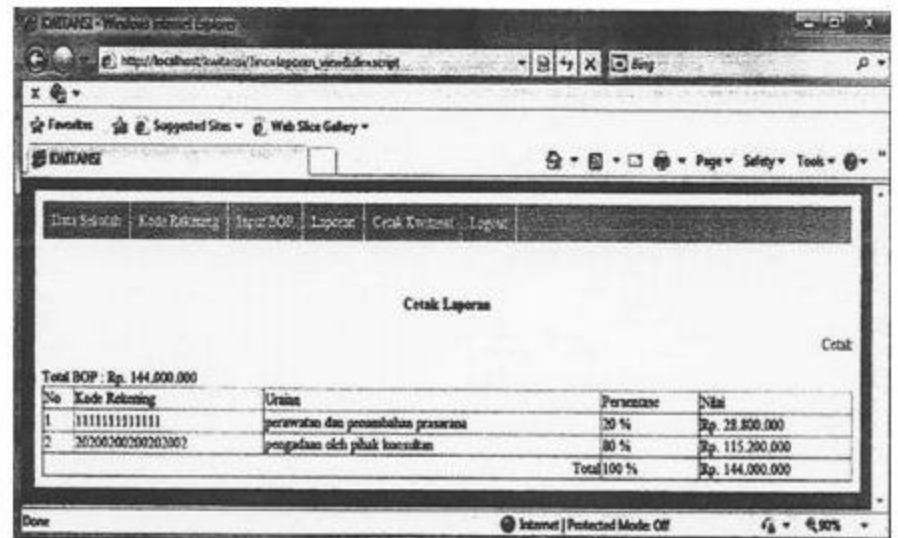 KWITANSI - Windows Internet Explorer
Bing
x
Favorites Suggested Sites Web Slice Gallery
KWITANSI Page Safety Tools
Data Sekolah Kode Rekening Input BOP Laporan Cetak Kwitansi Logout
Cetak Laporan
Cetak
Total BOP : Rp. 144.000.000
No Kode Rekening Uraian Persentase Nilai
1 perawatan dan penambahan prasarana 20 % Rp. 28.800.000
2 20200200200202002 pengadaan oleh pihak konsultan 80 % Rp. 115.200.000
Total 100 % Rp. 144.000.000
Done Internet | Protected Mode: Off 90%